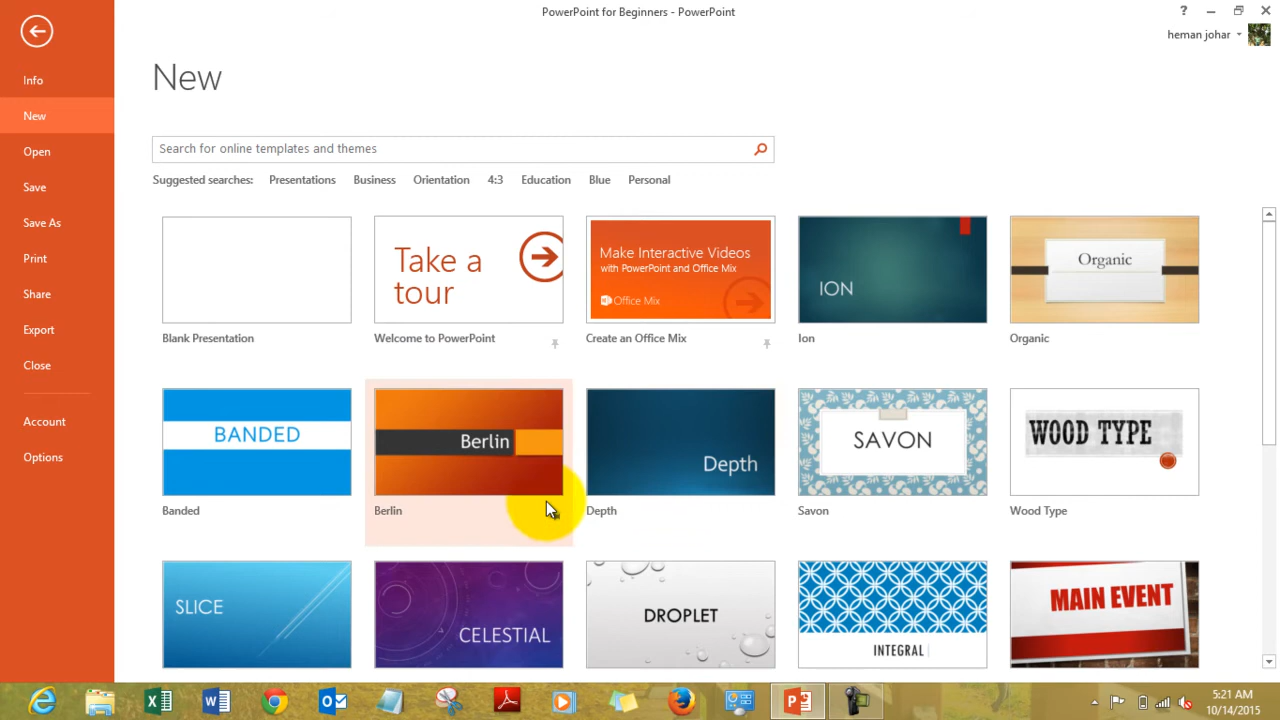 PowerPoint for Beginners - PowerPoint
?
heman johar
Info
New
Open
Save
Save As
Print
Share
Export
Close
Account
Options
New
Search for online templates and themes
Suggested searches: Presentations Business Orientation 4:3 Education Blue Personal
Blank Presentation
Take a
tour
Welcome to PowerPoint
Make Interactive Videos
with PowerPoint and Office Mix
Office Mix
Create an Office Mix
ION
Ion
Organic
Organic
BANDED
Banded
Berlin
Berlin
Depth
Depth
SAVON
Savon
WOOD TYPE
Wood Type
SLICE
CELESTIAL
DROPLET
INTEGRAL
MAIN EVENT
5:21 AM
10/14/2015